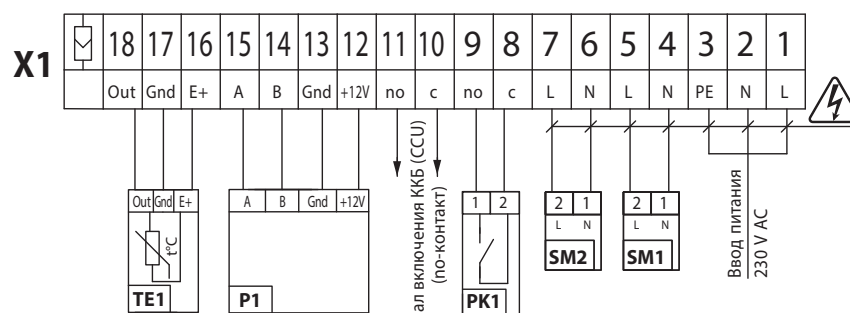 X1
18 17 16 15 14 13 12 11 10 9 8 7 6 5 4 3 2 1
Out Gnd E+ A B Gnd +12V no c no c L N L N PE N L
Out Gnd E+
t°C
TE1
A B Gnd +12V
P1
включения ККБ (CCU)
(no-контакт)
1 2
PK1
2 1
L N
SM2
2 1
L N
SM1
Ввод питания
230 V AC